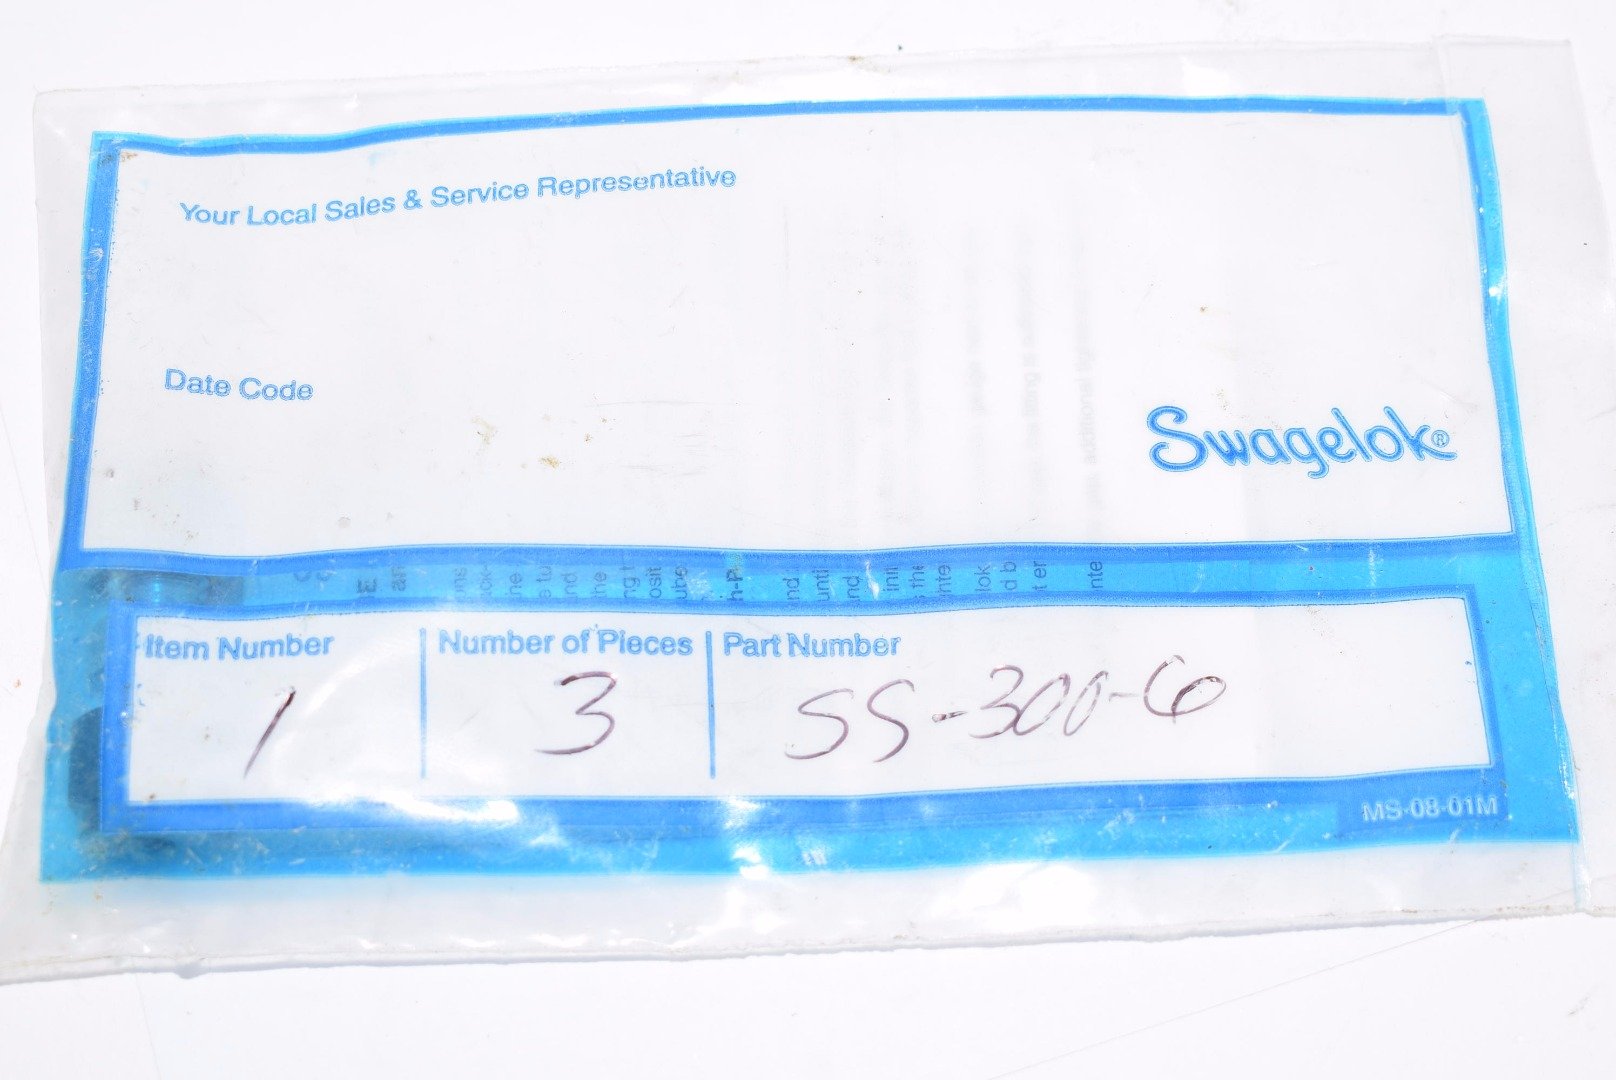 Your Local Sales & Service Representative
Date Code
Swagelok®
Item Number
Number of Pieces
Part Number
1
3
SS-300-6
MS-08-01M